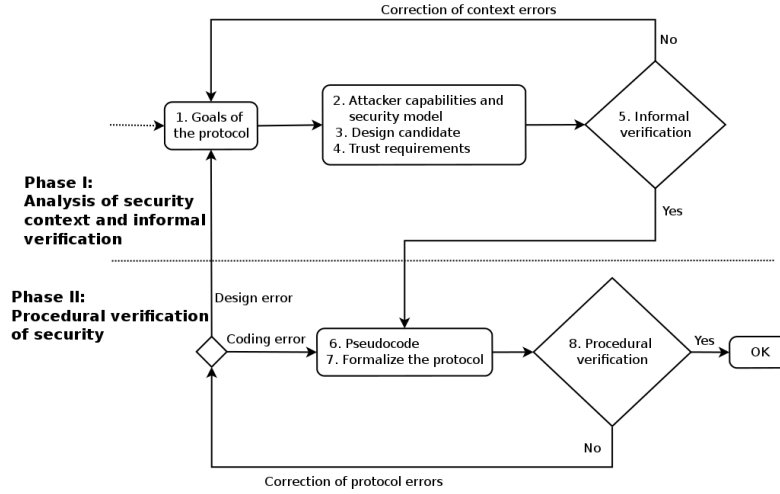 Correction of context errors
No
1. Goals of
the protocol
2. Attacker capabilities and
security model
3. Design candidate
4. Trust requirements
5. Informal
verification
Phase I:
Analysis of security
context and informal
verification
Yes
Phase II:
Procedural verification
of security
Design error
Coding error
6. Pseudocode
7. Formalize the protocol
8. Procedural
verification
Yes
OK
No
Correction of protocol errors